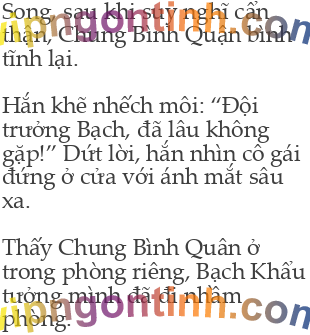 Song, sau khi suy nghĩ cẩn
thận, Chung Bình Quân bình
tĩnh lại.
Hắn khẽ nhếch môi: “Đội
trưởng Bạch, đã lâu không
gặp!” Dứt lời, hắn nhìn cô gái
đứng ở cửa với ánh mắt sâu
xa.
Thấy Chung Bình Quân ở
trong phòng riêng, Bạch Khẩu
tưởng mình đã đi nhầm
phòng.
vipngontinh.com
vipngontinh.com